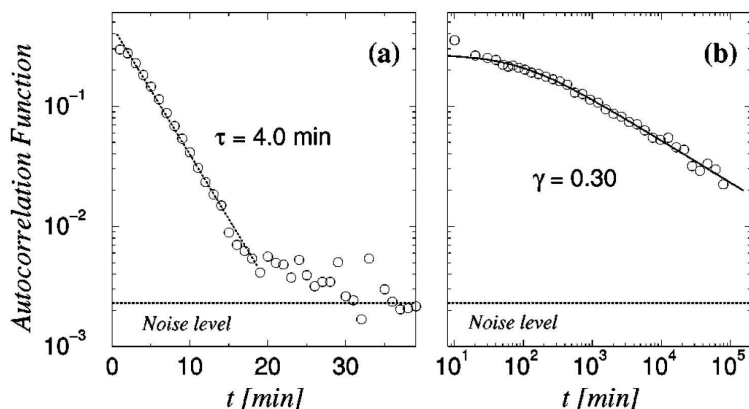 Autocorrelation Function
10⁻¹
10⁻²
10⁻³
(a)
τ = 4.0 min
Noise level
0
10
20
30
t [min]
(b)
γ = 0.30
Noise level
10¹
10²
10³
10⁴
10⁵
t [min]